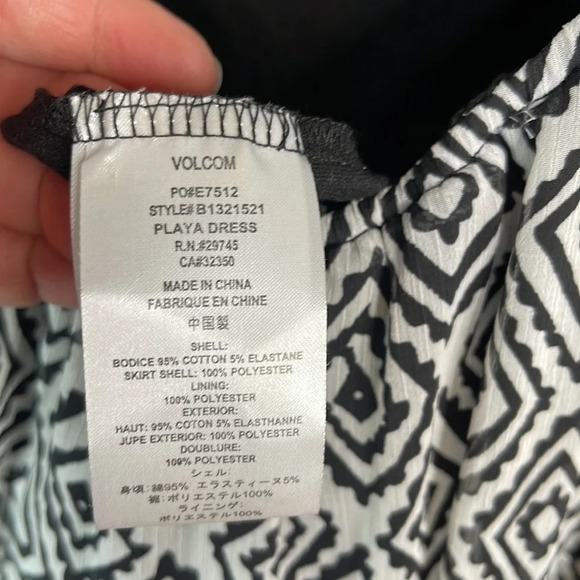 VOLCOM
PO#E7512
STYLE#B1321521
PLAYA DRESS
R.N.#29745
CA#32350
MADE IN CHINA
FABRIQUE EN CHINE
中国製
SHELL:
BODICE 95% COTTON 5% ELASTANE
SKIRT SHELL: 100% POLYESTER
LINING:
100% POLYESTER
EXTERIOR:
HAUT: 95% COTON 5% ELASTHANNE
JUPE EXTERIOR: 100% POLYESTER
DOUBLURE:
100% POLYESTER
シェル:
身頃: 綿95% エラスティーヌ5%
裾: ポリエステル100%
ライニング:
ポリエステル100%